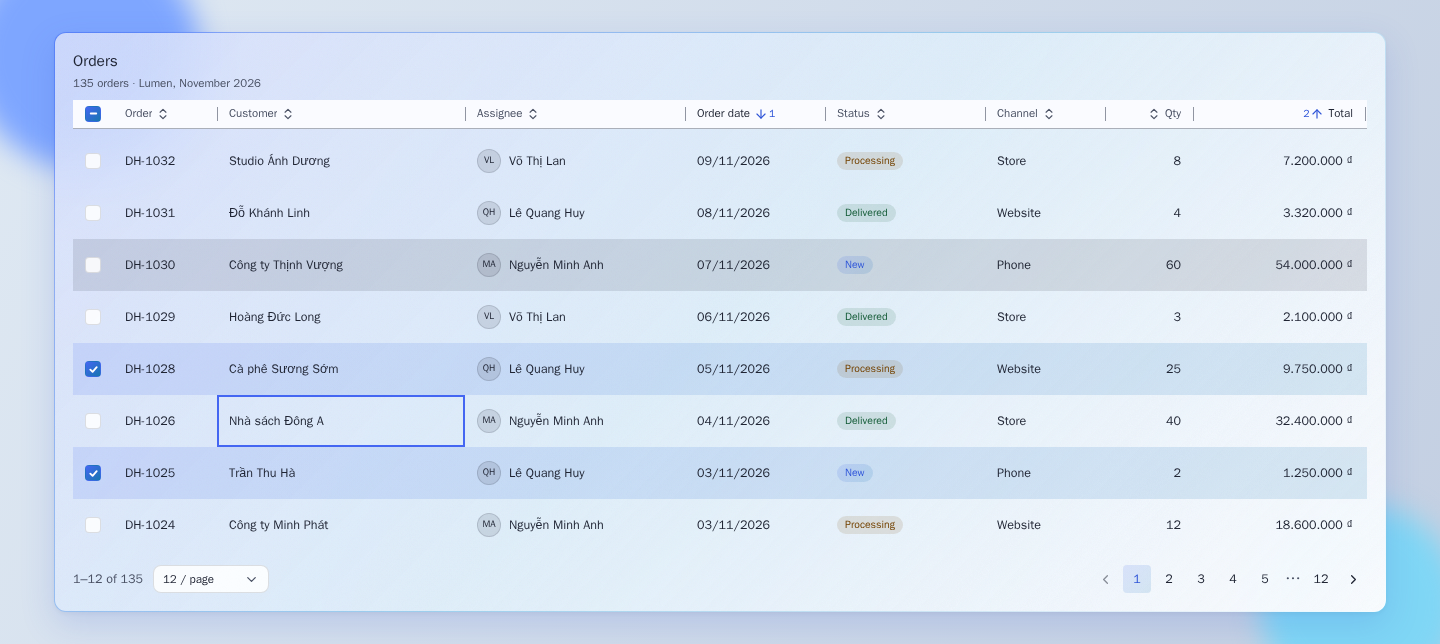 Orders
135 orders · Lumen, November 2026
Order Customer Assignee Order date 1 Status Channel Qty 2 Total
DH-1032 Studio Ánh Dương VL Võ Thị Lan 09/11/2026 Processing Store 8 7.200.000 ₫
DH-1031 Đỗ Khánh Linh QH Lê Quang Huy 08/11/2026 Delivered Website 4 3.320.000 ₫
DH-1030 Công ty Thịnh Vượng MA Nguyễn Minh Anh 07/11/2026 New Phone 60 54.000.000 ₫
DH-1029 Hoàng Đức Long VL Võ Thị Lan 06/11/2026 Delivered Store 3 2.100.000 ₫
DH-1028 Cà phê Sương Sớm QH Lê Quang Huy 05/11/2026 Processing Website 25 9.750.000 ₫
DH-1026 Nhà sách Đông A MA Nguyễn Minh Anh 04/11/2026 Delivered Store 40 32.400.000 ₫
DH-1025 Trần Thu Hà QH Lê Quang Huy 03/11/2026 New Phone 2 1.250.000 ₫
DH-1024 Công ty Minh Phát MA Nguyễn Minh Anh 03/11/2026 Processing Website 12 18.600.000 ₫
1–12 of 135 12 / page 1 2 3 4 5 ··· 12